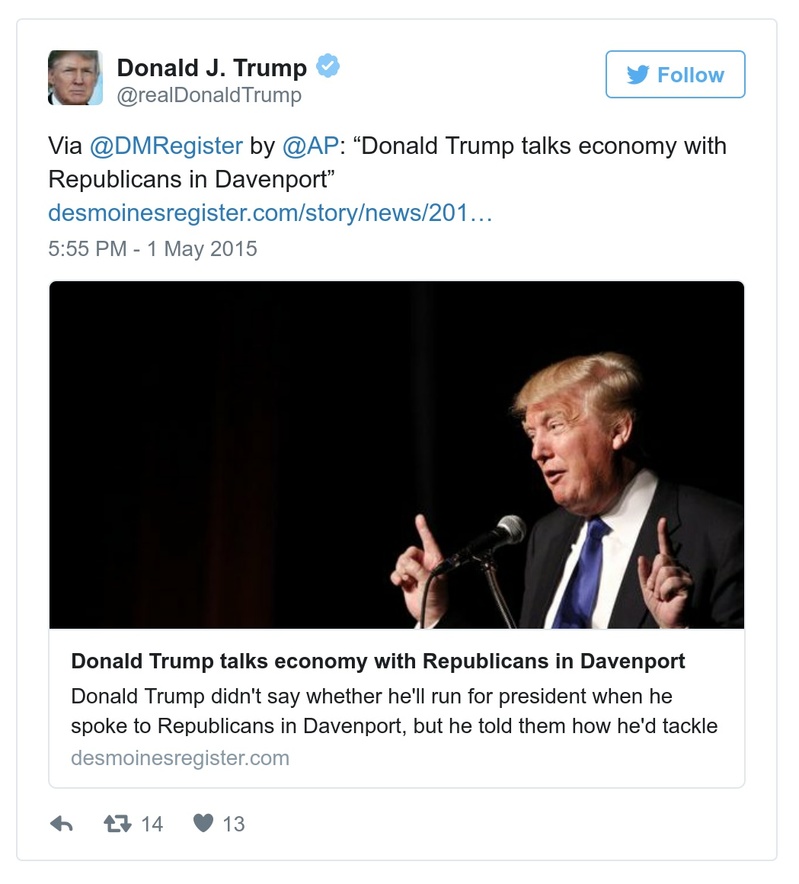 Donald J. Trump
@realDonaldTrump
Follow
Via @DMRegister by @AP: “Donald Trump talks economy with
Republicans in Davenport”
desmoinesregister.com/story/news/201…
5:55 PM - 1 May 2015
Donald Trump talks economy with Republicans in Davenport
Donald Trump didn't say whether he'll run for president when he
spoke to Republicans in Davenport, but he told them how he'd tackle
desmoinesregister.com
14
13